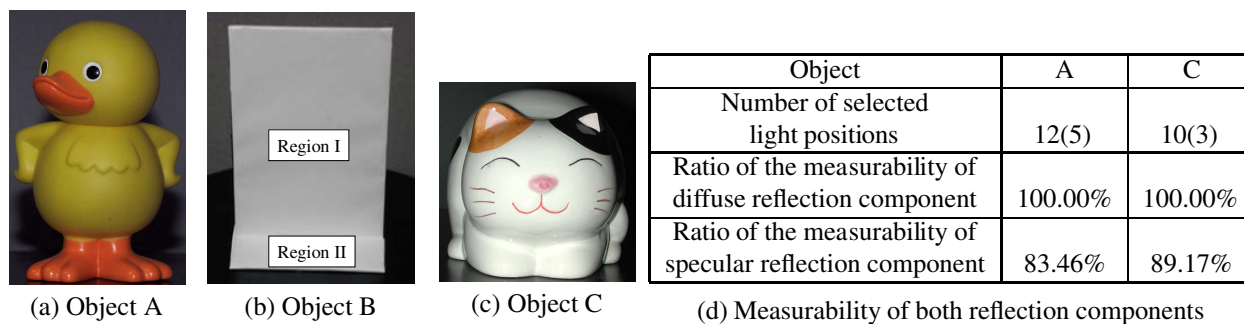 Region I
Region II
(a) Object A
(b) Object B
(c) Object C
Object A C
Number of selected
light positions 12(5) 10(3)
Ratio of the measurability of
diffuse reflection component 100.00% 100.00%
Ratio of the measurability of
specular reflection component 83.46% 89.17%
(d) Measurability of both reflection components